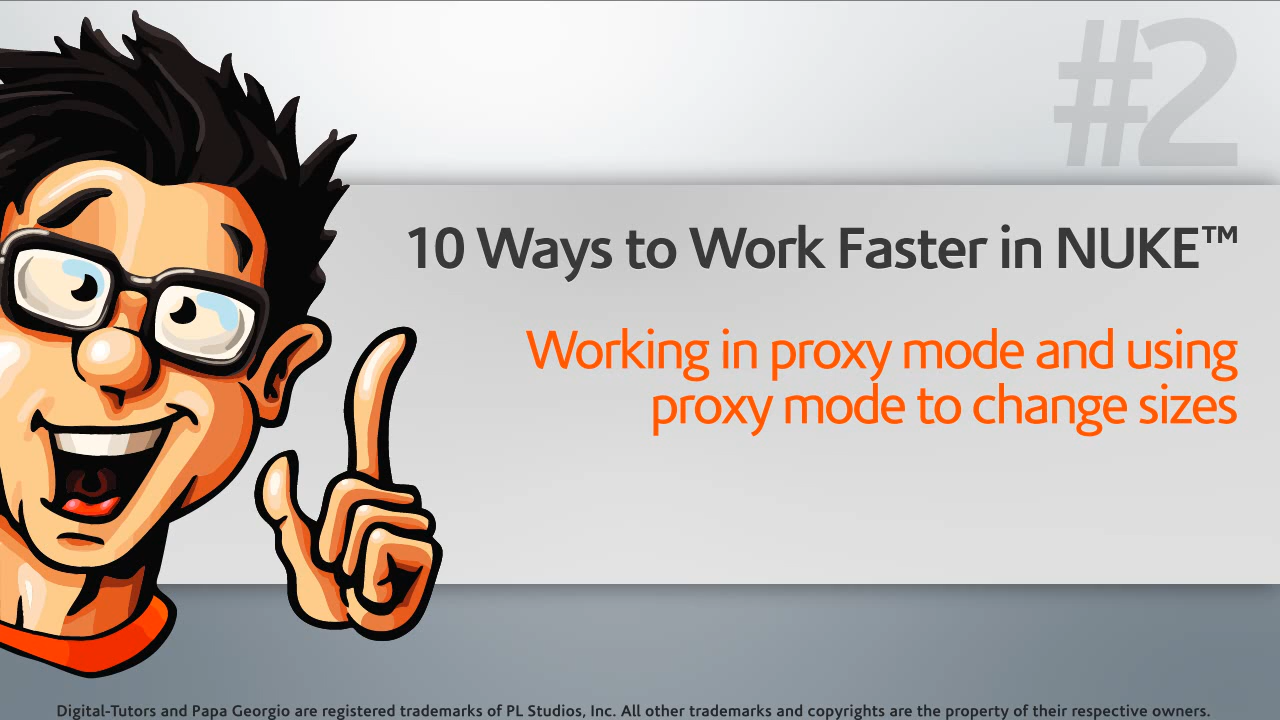 #2
10 Ways to Work Faster in NUKE™
Working in proxy mode and using
proxy mode to change sizes
Digital-Tutors and Papa Georgio are registered trademarks of PL Studios, Inc. All other trademarks and copyrights are the property of their respective owners.